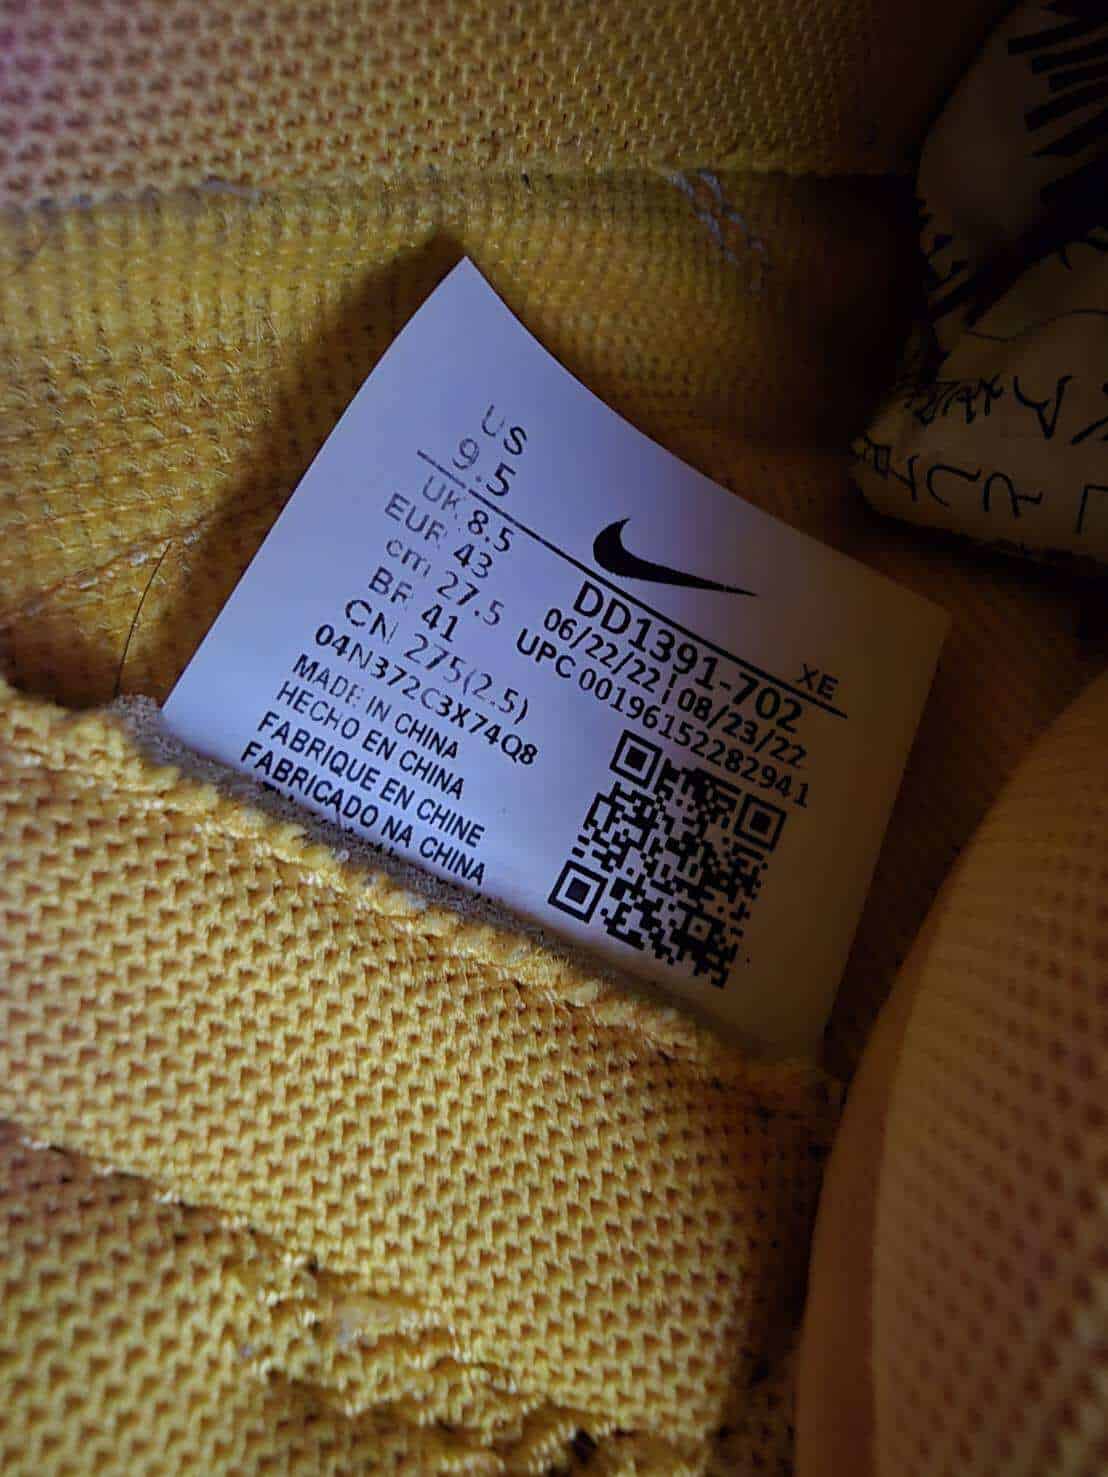 US
9.5
UK 8.5
EUR 43
cm 27.5
BR 41
CN 275(2.5)
04N372C3X74Q8
MADE IN CHINA
HECHO EN CHINA
FABRIQUE EN CHINE
FABRICADO NA CHINA
XE
DD1391-702
06/22/22 | 08/23/22
UPC 00196152282941